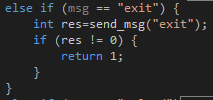 else if (msg == "exit") {
    int res=send_msg("exit");
    if (res != 0) {
        return 1;
    }
}